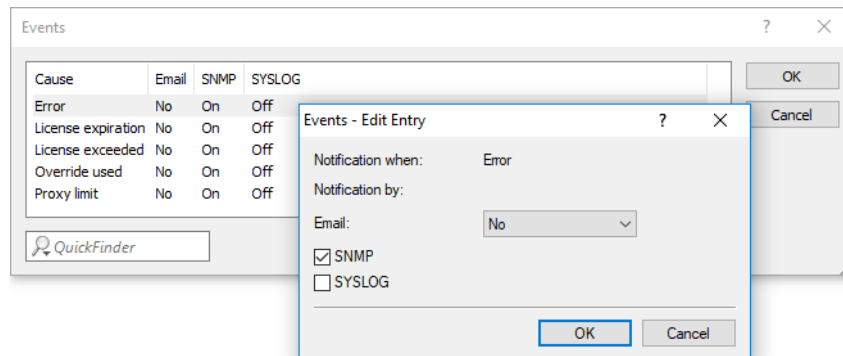 Events ?
Cause Email SNMP SYSLOG
Error No On Off
License expiration No On Off
License exceeded No On Off
Override used No On Off
Proxy limit No On Off
QuickFinder
OK
Cancel
Events - Edit Entry ?
Notification when: Error
Notification by:
Email: No
SNMP
SYSLOG
OK Cancel